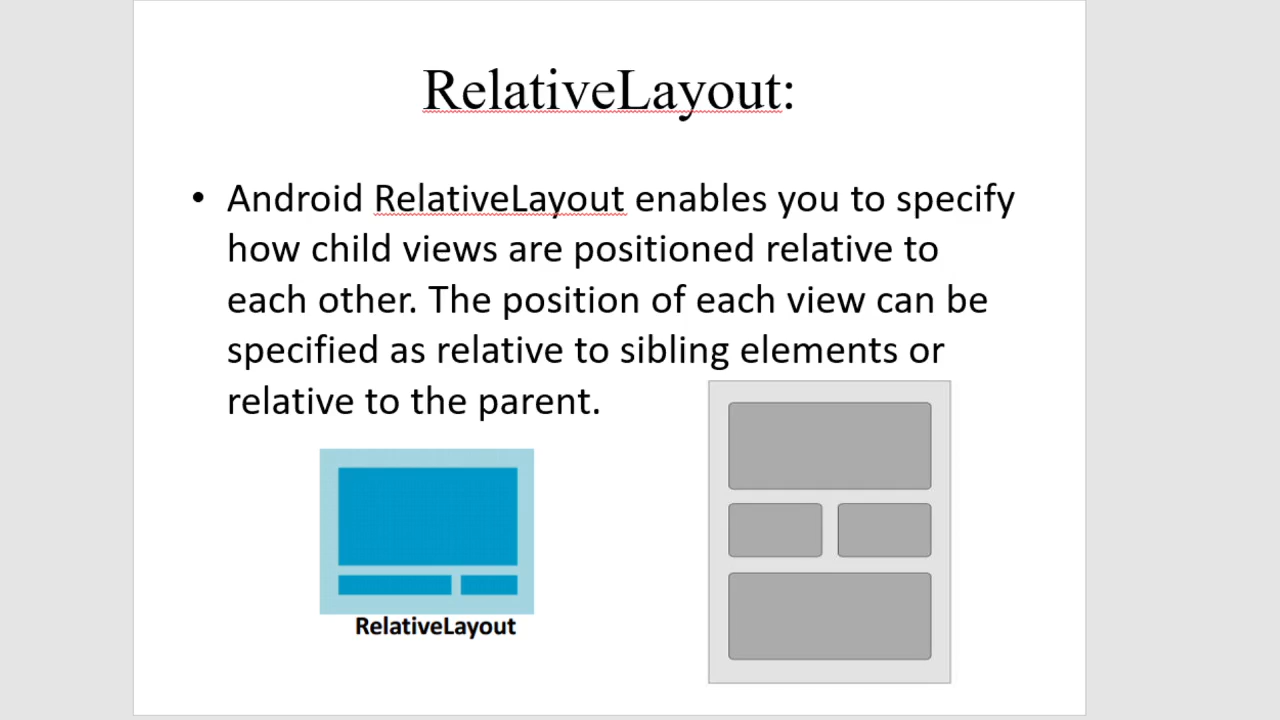 RelativeLayout:
• Android RelativeLayout enables you to specify
how child views are positioned relative to
each other. The position of each view can be
specified as relative to sibling elements or
relative to the parent.
RelativeLayout